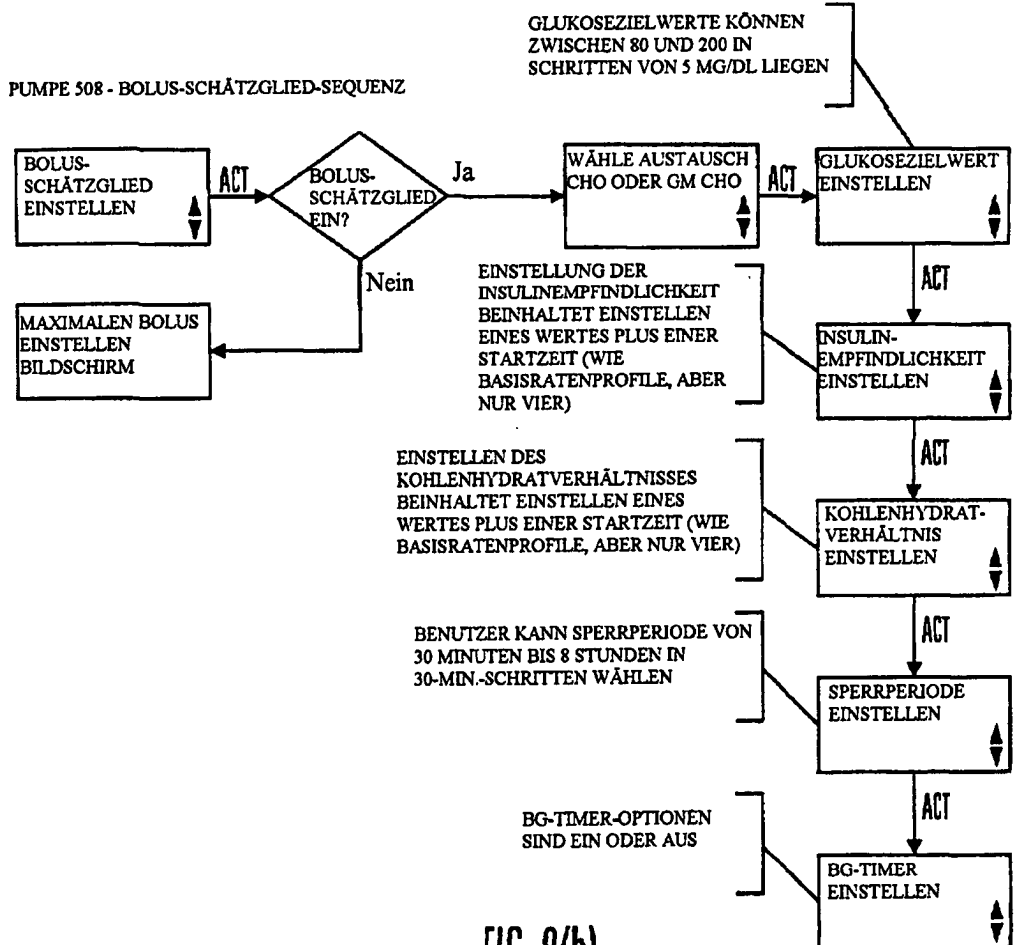 GLUKOSEZIELWERTE KÖNNEN
ZWISCHEN 80 UND 200 IN
SCHRITTEN VON 5 MG/DL LIEGEN
PUMPE 508 - BOLUS-SCHÄTZGLIED-SEQUENZ
BOLUS-
SCHÄTZGLIED
EINSTELLEN
ACT
BOLUS-
SCHÄTZGLIED
EIN?
Ja
WÄHLE AUSTAUSCH
CHO ODER GM CHO
ACT
GLUKOSEZIELWERT
EINSTELLEN
Nein
ACT
MAXIMALEN BOLUS
EINSTELLEN
BILDSCHIRM
EINSTELLUNG DER
INSULINEMPFINDLICHKEIT
BEINHALTET EINSTELLEN
EINES WERTES PLUS EINER
STARTZEIT (WIE
BASISRATENPROFILE, ABER
NUR VIER)
INSULIN-
EMPFINDLICHKEIT
EINSTELLEN
ACT
EINSTELLEN DES
KOHLENHYDRATVERHÄLTNISSES
BEINHALTET EINSTELLEN EINES
WERTES PLUS EINER STARTZEIT (WIE
BASISRATENPROFILE, ABER NUR VIER)
KOHLENHYDRAT-
VERHÄLTNIS
EINSTELLEN
ACT
BENUTZER KANN SPERRPERIODE VON
30 MINUTEN BIS 8 STUNDEN IN
30-MIN.-SCHRITTEN WÄHLEN
SPERRPERIODE
EINSTELLEN
ACT
BG-TIMER-OPTIONEN
SIND EIN ODER AUS
BG-TIMER
EINSTELLEN
FIG. 9(b)